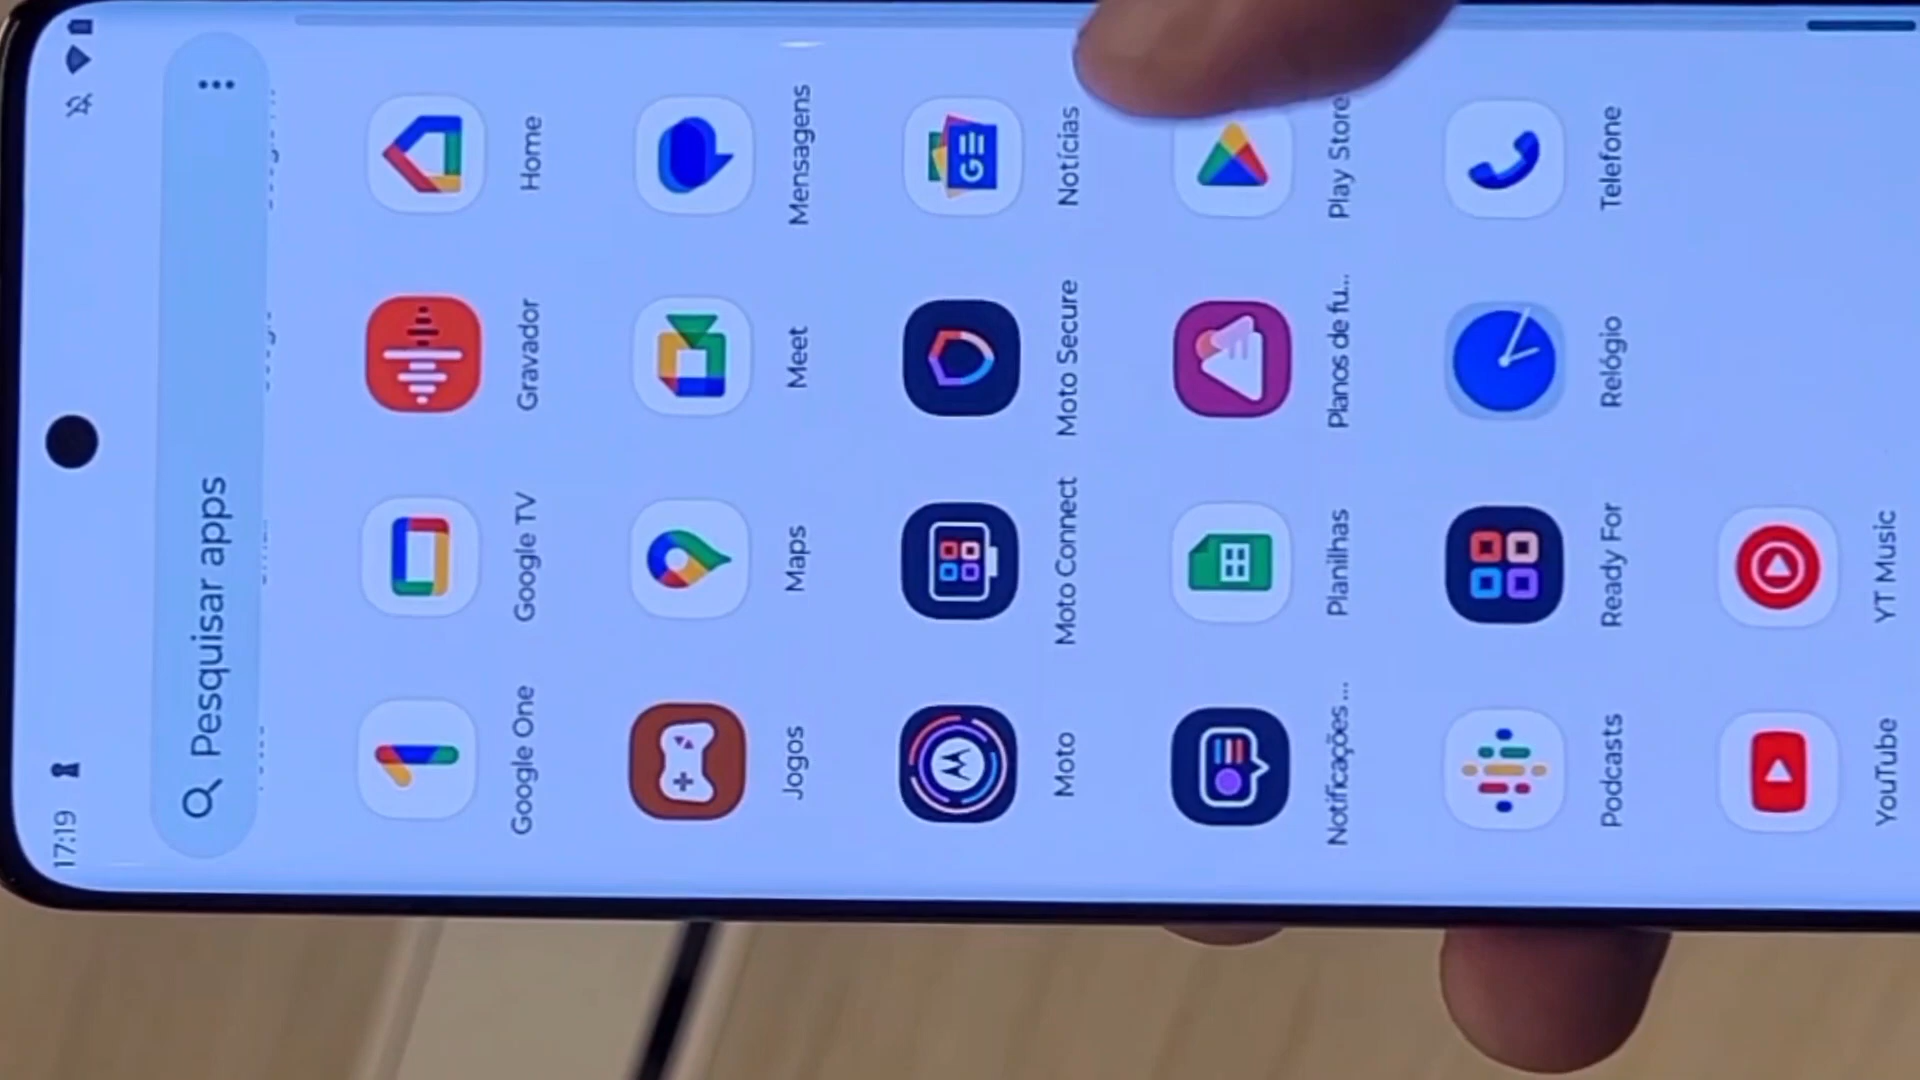 17:19
Pesquisar apps
Google One
Google TV
Gravador
Home
Jogos
Maps
Meet
Mensagens
Moto
Moto Connect
Moto Secure
Notícias
Notificações...
Planilhas
Planos de fu...
Play Store
Podcasts
Ready For
Relógio
Telefone
YouTube
YT Music